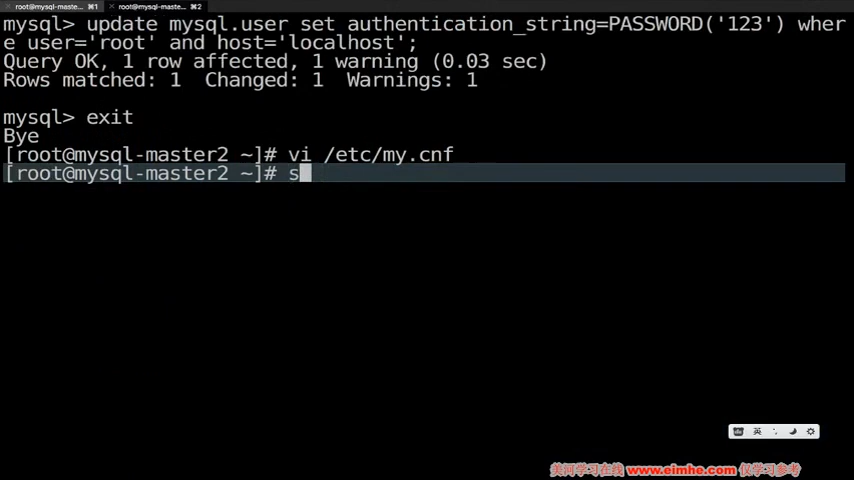 root@mysql-maste... ⌘1 root@mysql-maste... ⌘2
mysql> update mysql.user set authentication_string=PASSWORD('123') wher
e user='root' and host='localhost';
Query OK, 1 row affected, 1 warning (0.03 sec)
Rows matched: 1  Changed: 1  Warnings: 1
mysql> exit
Bye
[root@mysql-master2 ~]# vi /etc/my.cnf
[root@mysql-master2 ~]# s
英
美河学习在线 www.eimhe.com 仅学习参考